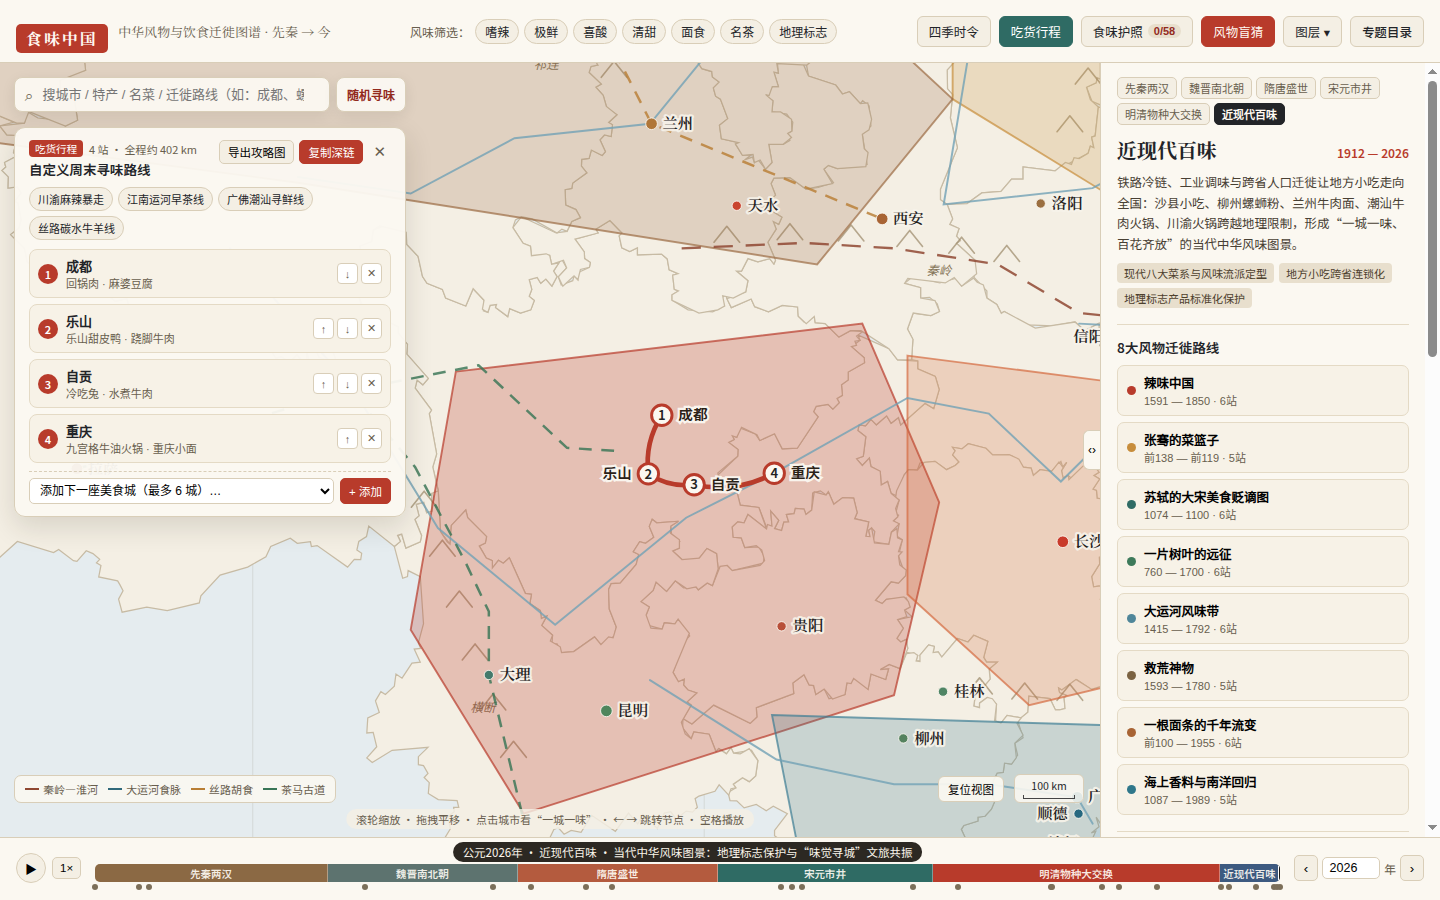 食味中国
中华风物与饮食迁徙图谱 · 先秦 → 今
风味筛选： 嗜辣 极鲜 喜酸 清甜 面食 名茶 地理标志
四季时令 吃货行程 食味护照 0/58 风物盲猜 图层 ▾ 专题目录
搜城市 / 特产 / 名菜 / 迁徙路线（如：成都、
随机寻味
吃货行程 4 站 · 全程约 402 km
导出攻略图 复制深链 ✕
自定义周末寻味路线
川渝麻辣暴走 江南运河早茶线 广佛潮汕寻鲜线
丝路碳水牛羊线
1 成都
回锅肉 · 麻婆豆腐
↓ ✕
2 乐山
乐山甜皮鸭 · 跷脚牛肉
↑ ↓ ✕
3 自贡
冷吃兔 · 水煮牛肉
↑ ↓ ✕
4 重庆
九宫格牛油火锅 · 重庆小面
↑ ✕
添加下一座美食城（最多 6 城）...
+ 添加
祁连
兰州
天水
西安
洛阳
秦岭
信阳
1 成都
乐山 2
3 自贡
4 重庆
长沙
贵阳
大理
横断
昆明
桂林
柳州
顺德
广
秦岭一淮河 大运河食脉 丝路胡食 茶马古道
复位视图
100 km
滚轮缩放 · 拖拽平移 · 点击城市看“一城一味” · ←→ 跳转节点 · 空格播放
‹›
先秦两汉 魏晋南北朝 隋唐盛世 宋元市井
明清物种大交换 近现代百味
近现代百味
1912 — 2026
铁路冷链、工业调味与跨省人口迁徙让地方小吃走向
全国：沙县小吃、柳州螺蛳粉、兰州牛肉面、潮汕牛
肉火锅、川渝火锅跨越地理限制，形成“一城一味、
百花齐放”的当代中华风味图景。
现代八大菜系与风味流派定型 地方小吃跨省连锁化
地理标志产品标准化保护
8大风物迁徙路线
辣味中国
1591 — 1850 · 6站
张骞的菜篮子
前138 — 前119 · 5站
苏轼的大宋美食贬谪图
1074 — 1100 · 6站
一片树叶的远征
760 — 1700 · 6站
大运河风味带
1415 — 1792 · 6站
救荒神物
1593 — 1780 · 5站
一根面条的千年流变
前100 — 1955 · 6站
海上香料与南洋回归
1087 — 1989 · 5站
公元2026年 · 近现代百味 · 当代中华风味图景：地理标志保护与“味觉寻城”文旅共振
▶ 1×
先秦两汉 魏晋南北朝 隋唐盛世 宋元市井 明清物种大交换 近现代百味
‹ 2026 年 ›